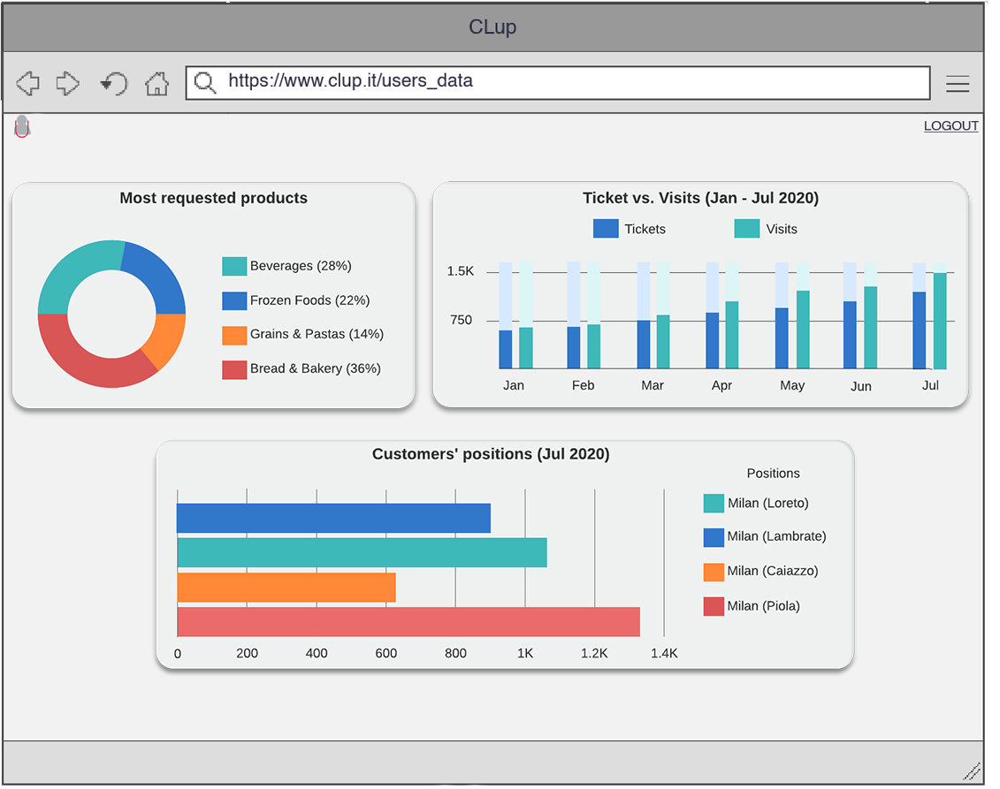 CLup
https://www.clup.it/users_data
LOGOUT
Most requested products
Beverages (28%)
Frozen Foods (22%)
Grains & Pastas (14%)
Bread & Bakery (36%)
Ticket vs. Visits (Jan - Jul 2020)
Tickets Visits
1.5K
750
Jan Feb Mar Apr May Jun Jul
Customers' positions (Jul 2020)
Positions
Milan (Loreto)
Milan (Lambrate)
Milan (Caiazzo)
Milan (Piola)
0 200 400 600 800 1K 1.2K 1.4K